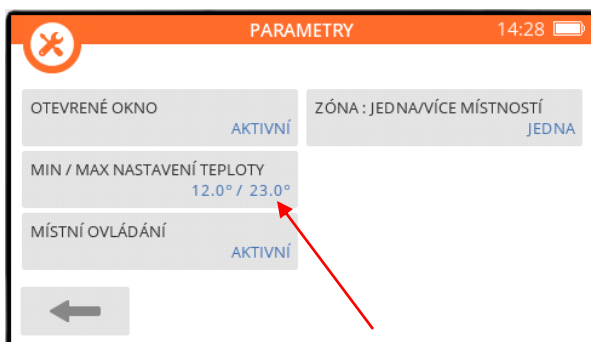 PARAMETRY
14:28
OTEVRENÉ OKNO
AKTIVNÍ
ZÓNA : JEDNA/VÍCE MÍSTNOSTÍ
JEDNA
MIN / MAX NASTAVENÍ TEPLOTY
12.0° / 23.0°
MÍSTNÍ OVLÁDÁNÍ
AKTIVNÍ